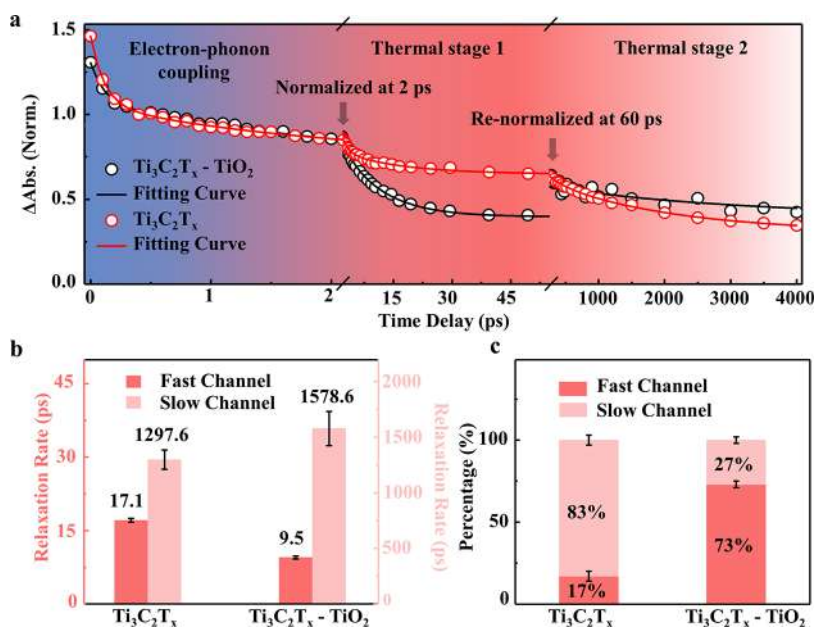 a
1.5
1.0
0.5
0.0
ΔAbs. (Norm.)
Electron-phonon
coupling
Thermal stage 1
Thermal stage 2
Normalized at 2 ps
Re-normalized at 60 ps
Ti₃C₂Tₓ - TiO₂
Fitting Curve
Ti₃C₂Tₓ
Fitting Curve
0 1 2 15 30 45 1000 2000 3000 4000
Time Delay (ps)
b
Relaxation Rate (ps)
45
30
15
0
Fast Channel
Slow Channel
17.1
1297.6
9.5
1578.6
2000
1500
1000
500
0
Relaxation Rate
(ps)
Ti₃C₂Tₓ
Ti₃C₂Tₓ - TiO₂
c
Percentage (%)
100
50
0
Fast Channel
Slow Channel
83%
17%
27%
73%
Ti₃C₂Tₓ
Ti₃C₂Tₓ - TiO₂